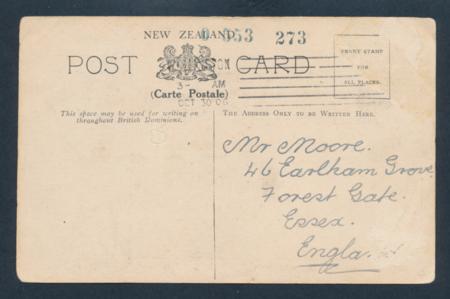 NEW ZEALAND. 273
POST CARD
PENNY STAMP
FOR
ALL PLACES.
3- AM
(Carte Postale)
OCT 30 06
This space may be used for writing on
throughout British Dominions.
THE ADDRESS ONLY TO BE WRITTEN HERE.
Mr Moore.
46 Earlham Grove
Forest Gate.
Essex.
Engla.